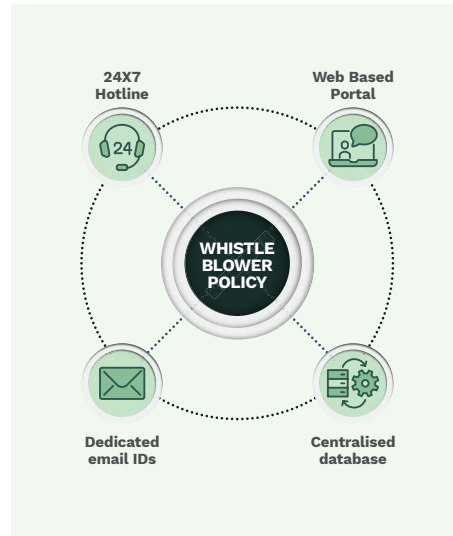 24X7
Hotline
Web Based
Portal
24
WHISTLE
BLOWER
POLICY
Dedicated
email IDs
Centralised
database